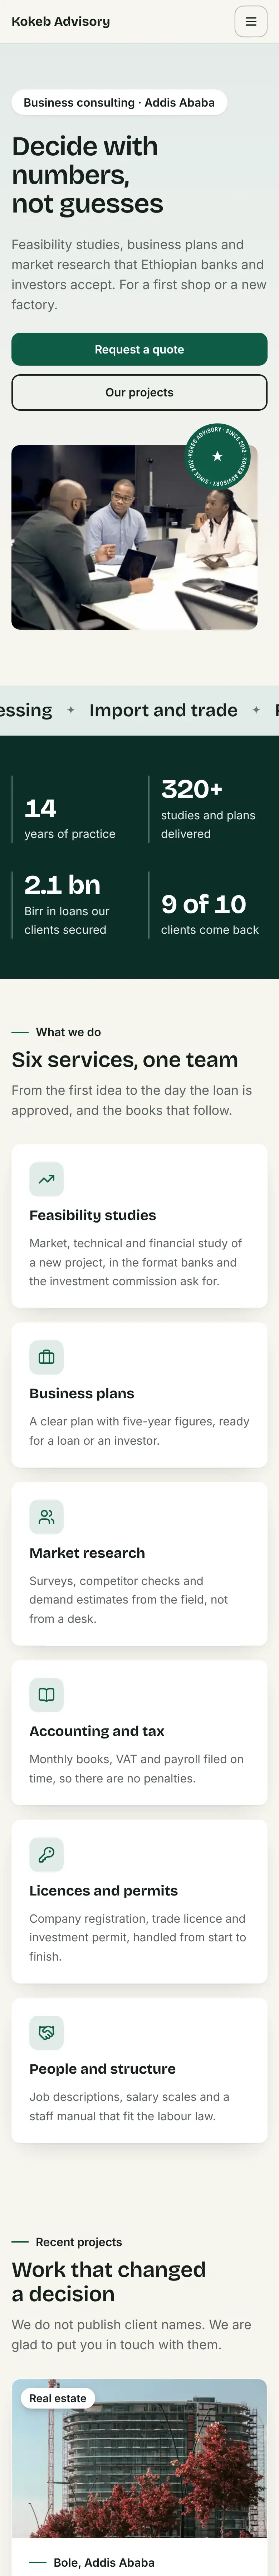 Kokeb Advisory
Business consulting · Addis Ababa
Decide with
numbers,
not guesses
Feasibility studies, business plans and
market research that Ethiopian banks and
investors accept. For a first shop or a new
factory.
Request a quote
Our projects
KOKEB ADVISORY · SINCE 2012 · KOKEB ADVISORY · SINCE 2012 ·
essing ✦ Import and trade ✦
14
years of practice
320+
studies and plans
delivered
2.1 bn
Birr in loans our
clients secured
9 of 10
clients come back
What we do
Six services, one team
From the first idea to the day the loan is
approved, and the books that follow.
Feasibility studies
Market, technical and financial study of
a new project, in the format banks and
the investment commission ask for.
Business plans
A clear plan with five-year figures, ready
for a loan or an investor.
Market research
Surveys, competitor checks and
demand estimates from the field, not
from a desk.
Accounting and tax
Monthly books, VAT and payroll filed on
time, so there are no penalties.
Licences and permits
Company registration, trade licence and
investment permit, handled from start to
finish.
People and structure
Job descriptions, salary scales and a
staff manual that fit the labour law.
Recent projects
Work that changed
a decision
We do not publish client names. We are
glad to put you in touch with them.
Real estate
Bole, Addis Ababa